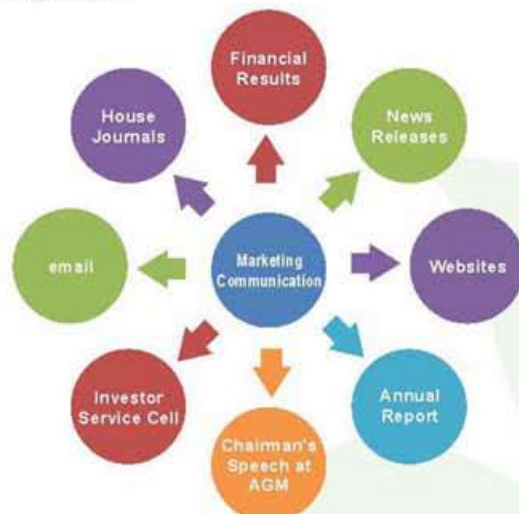 Financial
Results
News
Releases
Websites
Annual
Report
Chairman's
Speech at
AGM
Investor
Service Cell
email
House
Journals
Marketing
Communication